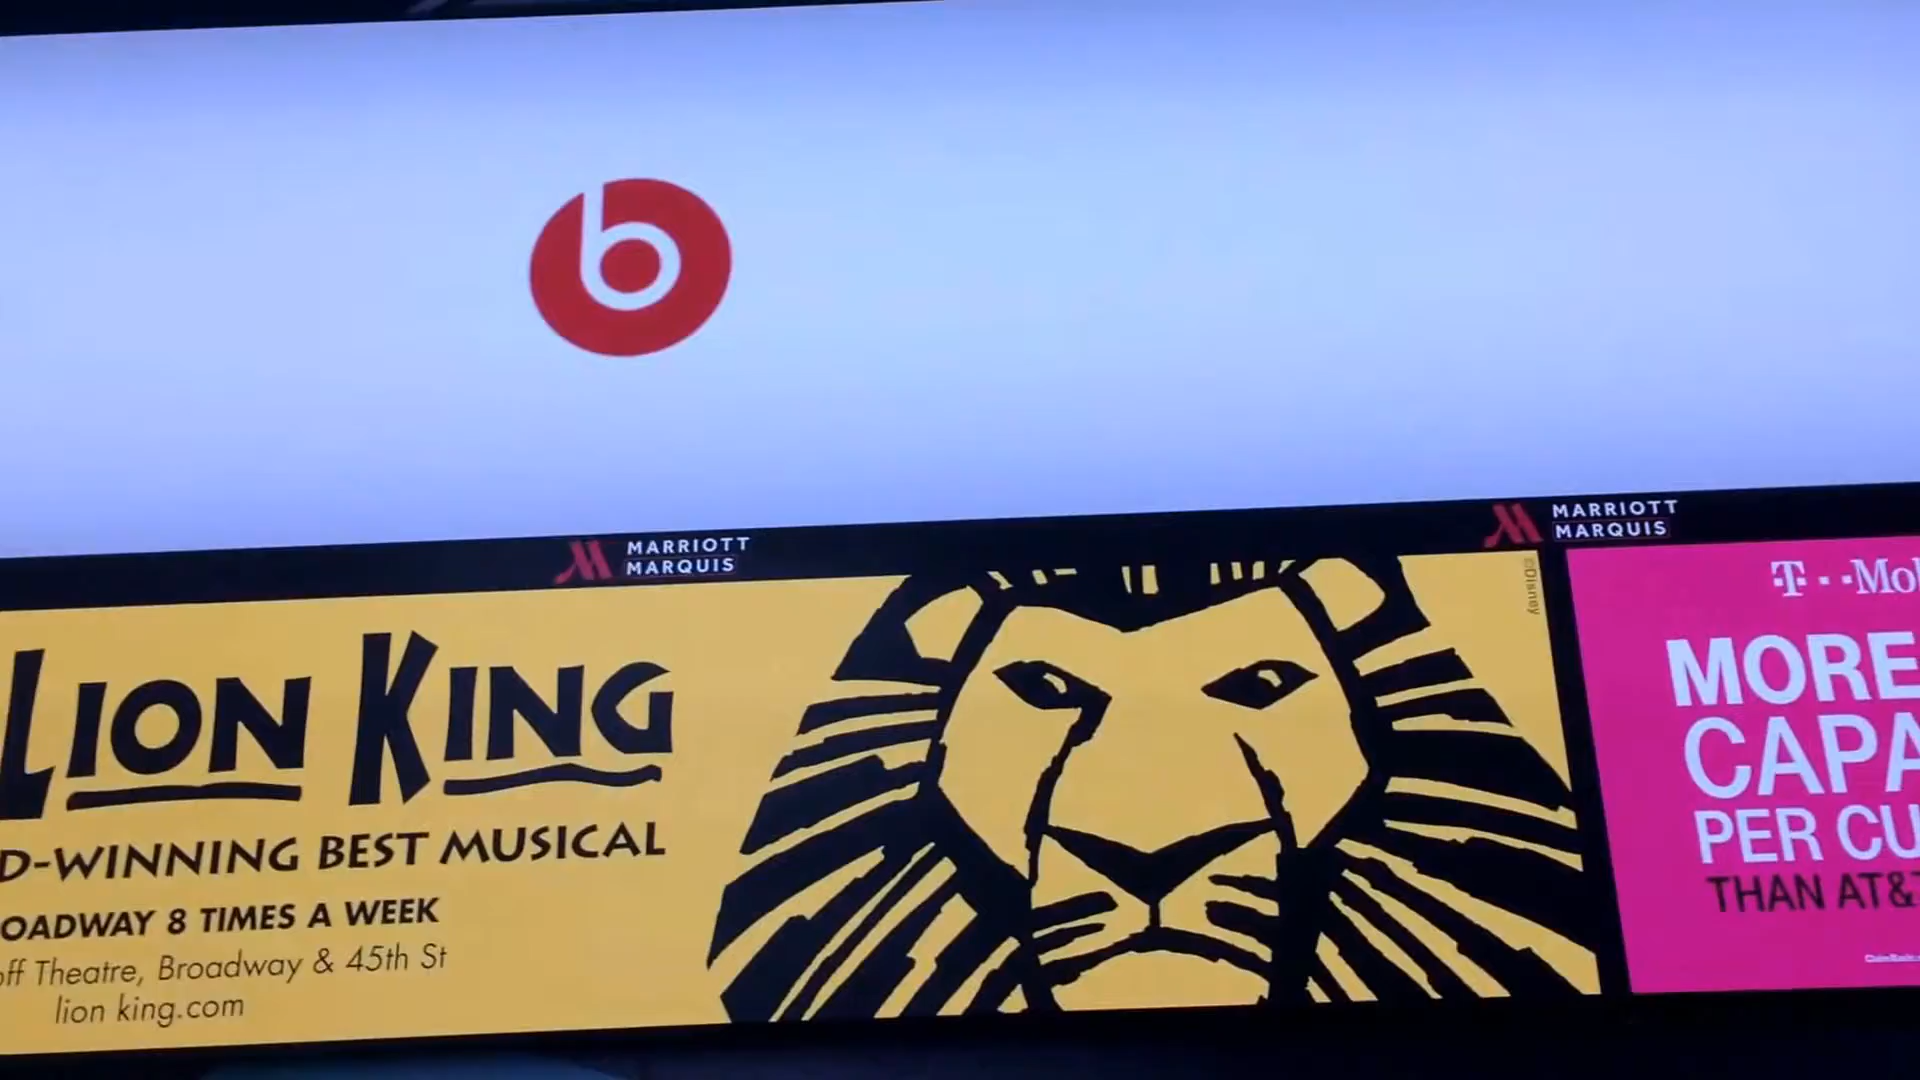 b
MARRIOTT
MARQUIS
MARRIOTT
MARQUIS
©Disney
LION KING
D-WINNING BEST MUSICAL
OADWAY 8 TIMES A WEEK
off Theatre, Broadway & 45th St
lion king.com
T··Mo
MORE
CAPA
PER CU
THAN AT&T